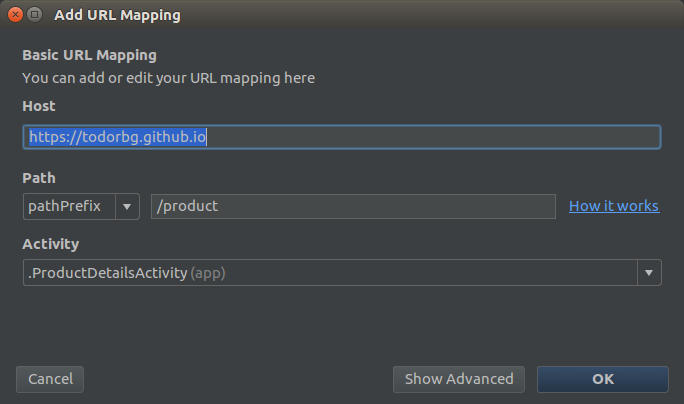 Add URL Mapping
Basic URL Mapping
You can add or edit your URL mapping here
Host
https://todorbg.github.io
Path
pathPrefix /product How it works
Activity
.ProductDetailsActivity (app)
Cancel Show Advanced OK